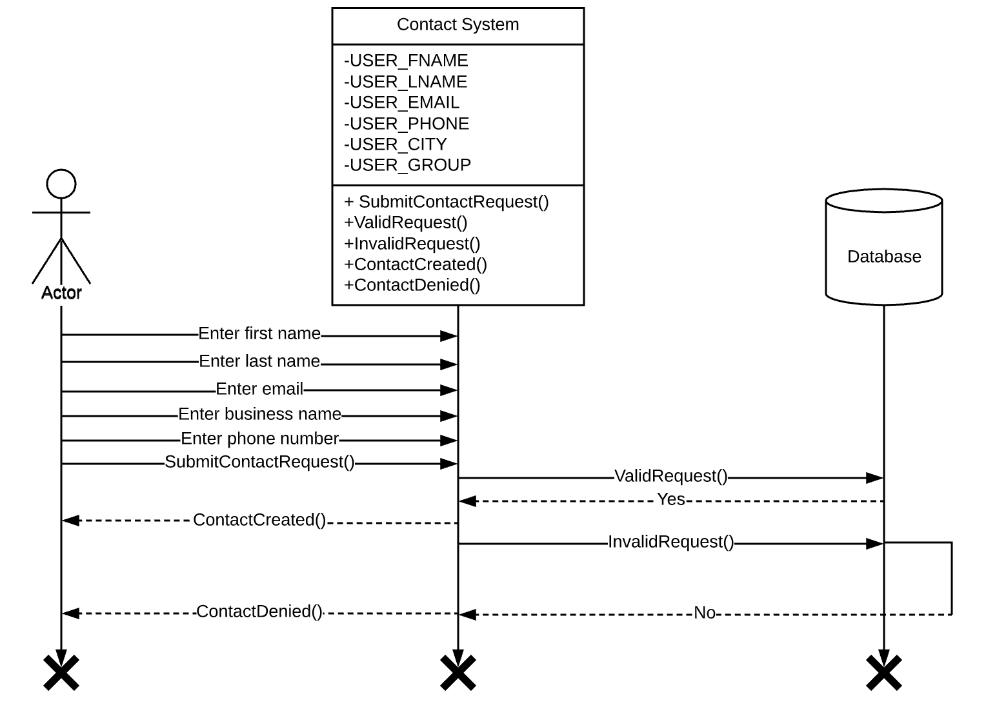 Contact System
-USER_FNAME
-USER_LNAME
-USER_EMAIL
-USER_PHONE
-USER_CITY
-USER_GROUP
+ SubmitContactRequest()
+ValidRequest()
+InvalidRequest()
+ContactCreated()
+ContactDenied()
Actor
Database
Enter first name
Enter last name
Enter email
Enter business name
Enter phone number
SubmitContactRequest()
ValidRequest()
Yes
ContactCreated()
InvalidRequest()
ContactDenied()
No